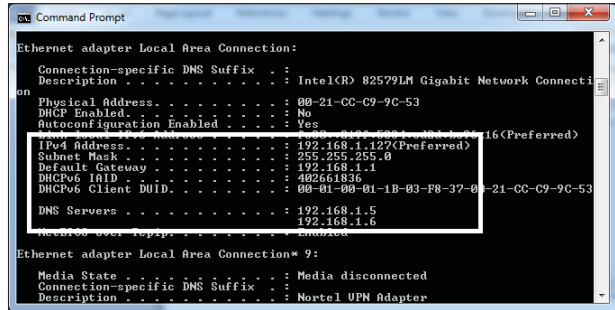 Command Prompt
Ethernet adapter Local Area Connection:
Connection-specific DNS Suffix . :
Description . . . . . . . . . . . : Intel(R) 82579LM Gigabit Network Connecti
on
Physical Address. . . . . . . . . : 00-21-CC-C9-9C-53
DHCP Enabled. . . . . . . . . . . : No
Autoconfiguration Enabled . . . . : Yes
16(Preferred)
IPv4 Address. . . . . . . . . . . : 192.168.1.127(Preferred)
Subnet Mask . . . . . . . . . . . : 255.255.255.0
Default Gateway . . . . . . . . . : 192.168.1.1
DHCPv6 IAID . . . . . . . . . . . : 402661836
DHCPv6 Client DUID. . . . . . . . : 00-01-00-01-1B-03-F8-37-00-21-CC-C9-9C-53
DNS Servers . . . . . . . . . . . : 192.168.1.5
192.168.1.6
NetBIOS over Tcpip. . . . . . . . : Enabled
Ethernet adapter Local Area Connection* 9:
Media State . . . . . . . . . . . : Media disconnected
Connection-specific DNS Suffix . :
Description . . . . . . . . . . . : Nortel VPN Adapter